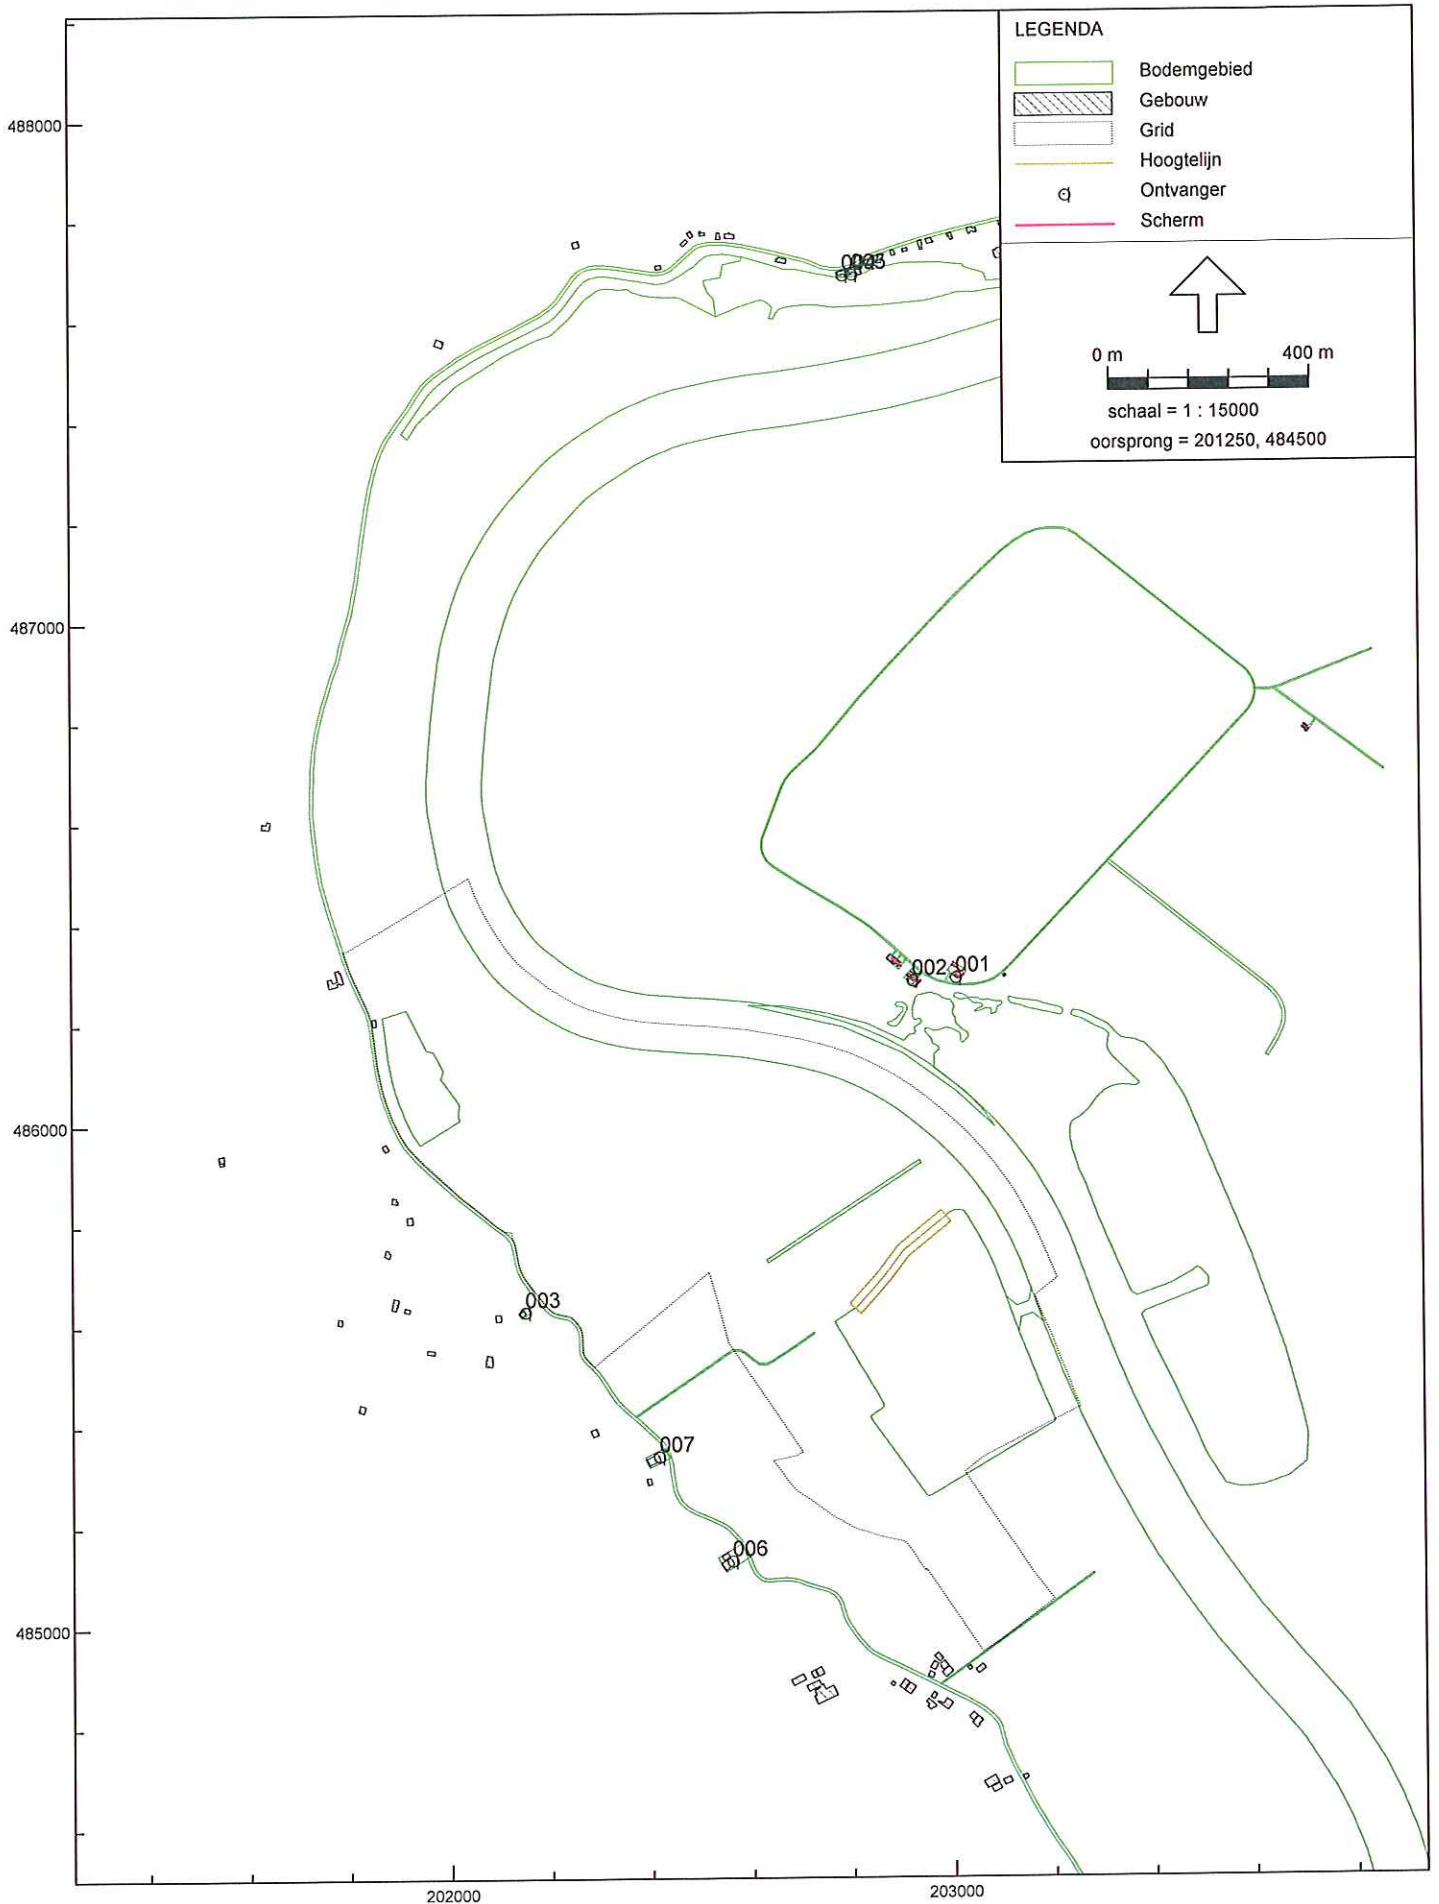 LEGENDA
Bodemgebied
Gebouw
Grid
Hoogtelijn
Ontvanger
Scherm
0 m 400 m
schaal = 1 : 15000
oorsprong = 201250, 484500
488000
487000
002 001
486000
003
007
006
485000
202000 203000